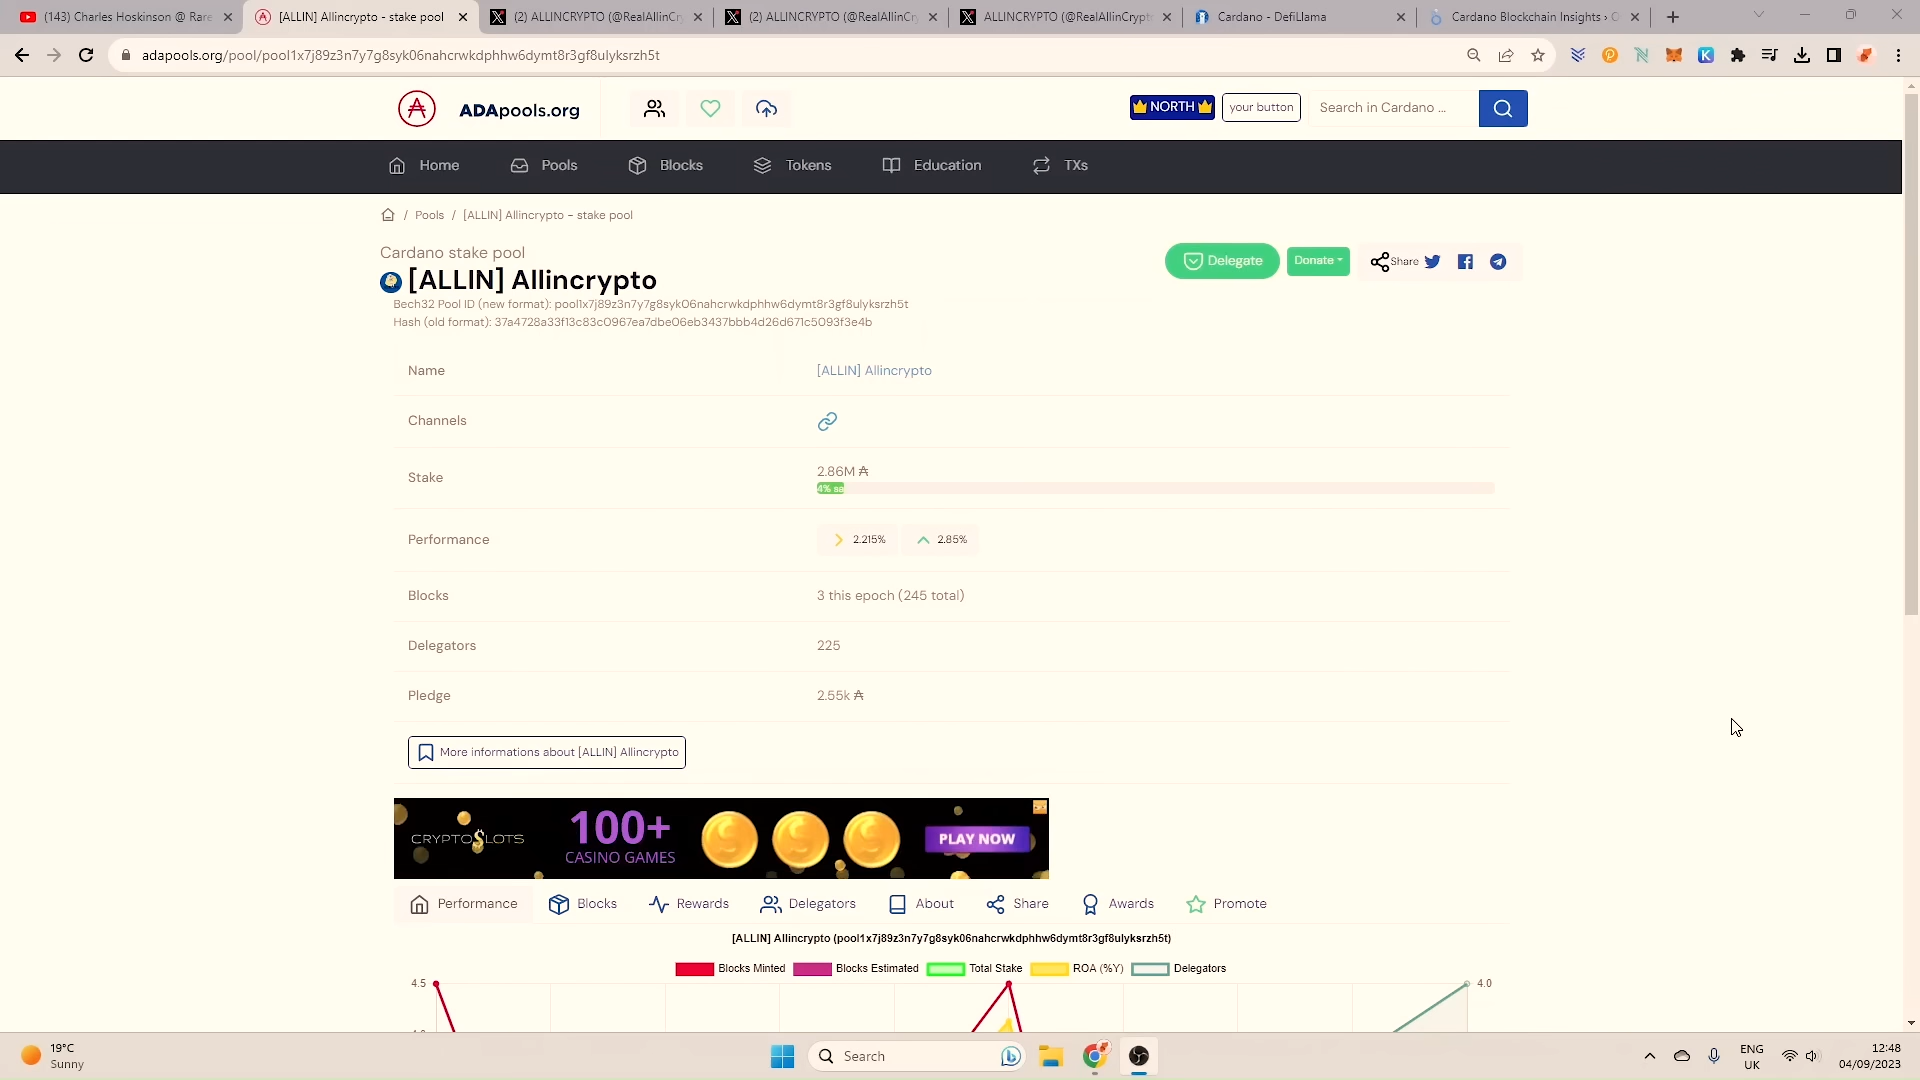 (143) Charles Hoskinson @ Rare
[ALLIN] Allincrypto - stake pool
(2) ALLINCRYPTO (@RealAllinCr
(2) ALLINCRYPTO (@RealAllinCr
ALLINCRYPTO (@RealAllinCrypt
Cardano - DefiLlama
Cardano Blockchain Insights
adapools.org/pool/pool1x7j89z3n7y7g8syk06nahcrwkdphhw6dymt8r3gf8ulyksrzh5t
ADApools.org
NORTH
your button
Search in Cardano ...
Home
Pools
Blocks
Tokens
Education
TXs
/ Pools / [ALLIN] Allincrypto - stake pool
Cardano stake pool
[ALLIN] Allincrypto
Delegate
Donate
Share
Bech32 Pool ID (new format): pool1x7j89z3n7y7g8syk06nahcrwkdphhw6dymt8r3gf8ulyksrzh5t
Hash (old format): 37a4728a33f13c83c0967ea7dbe06eb3437bbb4d26d671c5093f3e4b
Name
[ALLIN] Allincrypto
Channels
Stake
2.86M ₳
4% sa
Performance
2.215%
2.85%
Blocks
3 this epoch (245 total)
Delegators
225
Pledge
2.55k ₳
More informations about [ALLIN] Allincrypto
CRYPTO$LOTS
100+
CASINO GAMES
PLAY NOW
Performance
Blocks
Rewards
Delegators
About
Share
Awards
Promote
[ALLIN] Allincrypto (pool1x7j89z3n7y7g8syk06nahcrwkdphhw6dymt8r3gf8ulyksrzh5t)
Blocks Minted
Blocks Estimated
Total Stake
ROA (%Y)
Delegators
4.5
4.0
19°C
Sunny
Search
ENG
UK
12:48
04/09/2023